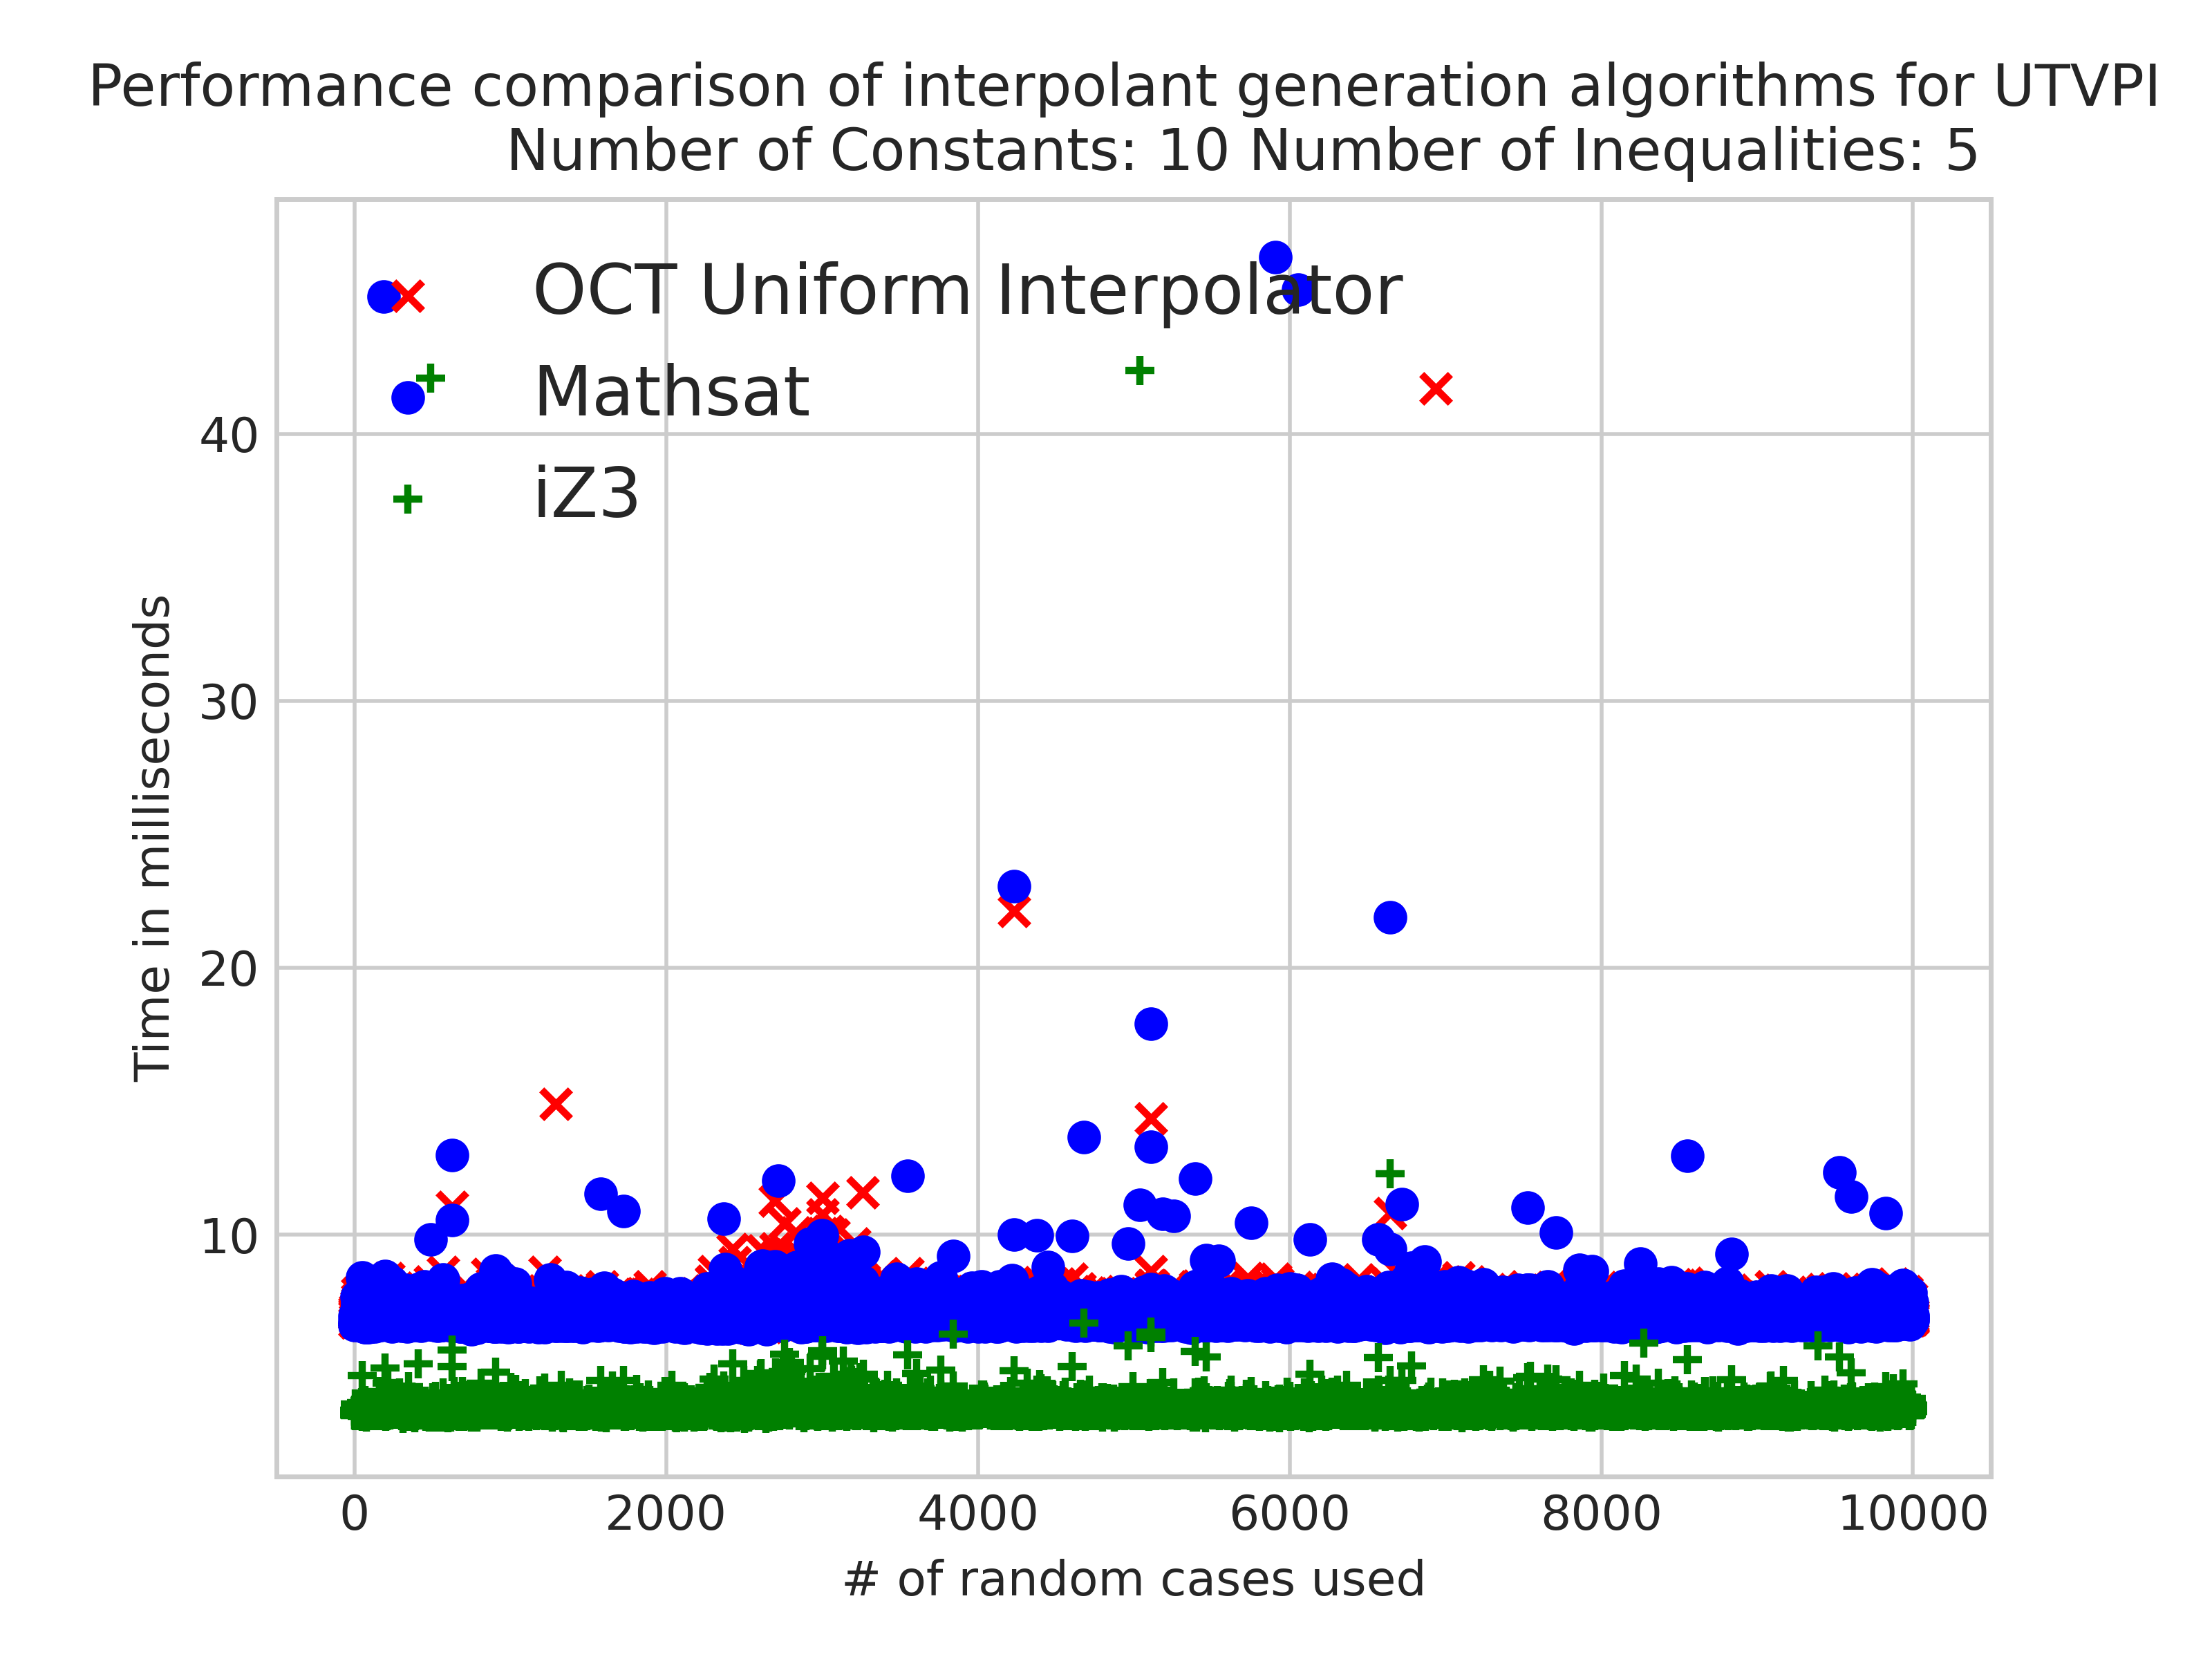 Performance comparison of interpolant generation algorithms for UTVPI
Number of Constants: 10 Number of Inequalities: 5
OCT Uniform Interpolator
Mathsat
iZ3
Time in milliseconds
40
30
20
10
0 2000 4000 6000 8000 10000
# of random cases used